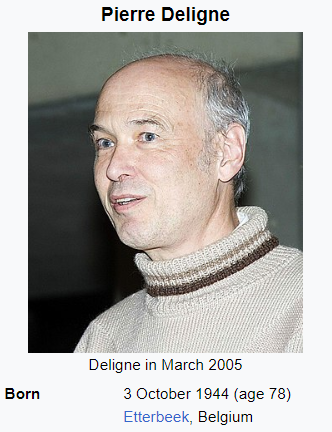 Pierre Deligne
Deligne in March 2005
Born 3 October 1944 (age 78)
Etterbeek, Belgium